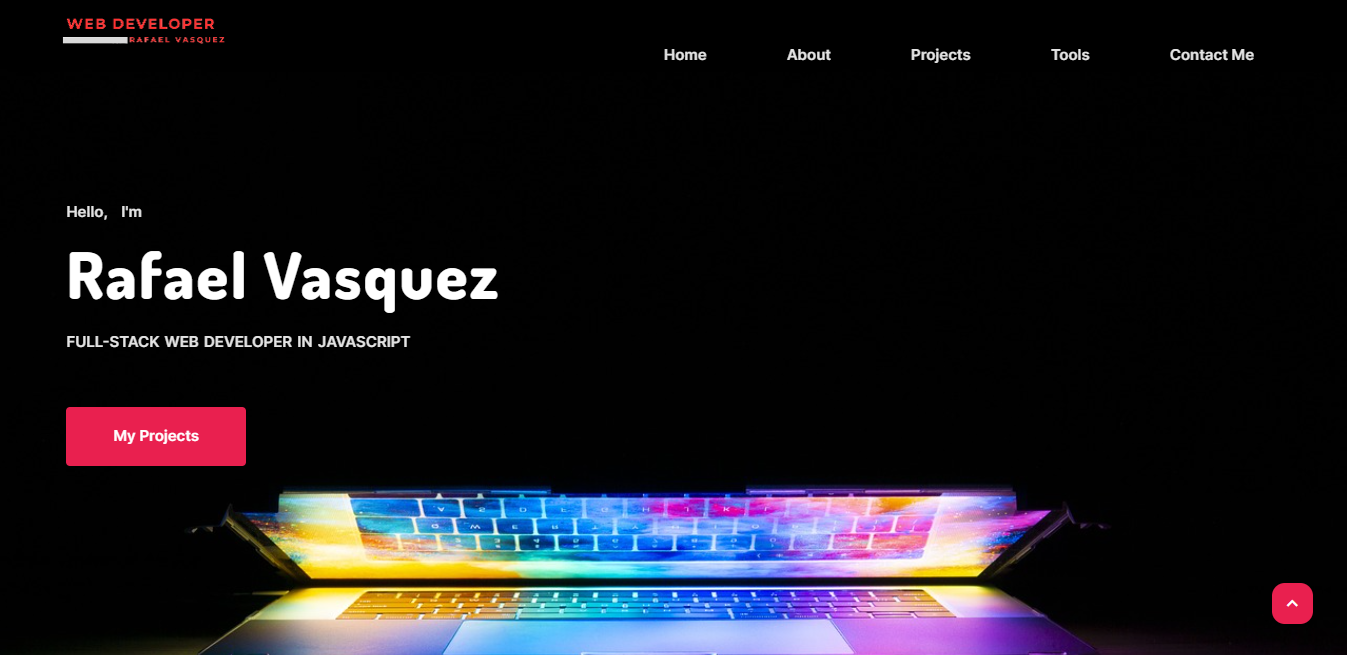 WEB DEVELOPER
RAFAEL VASQUEZ
Home About Projects Tools Contact Me
Hello, I'm
Rafael Vasquez
FULL-STACK WEB DEVELOPER IN JAVASCRIPT
My Projects